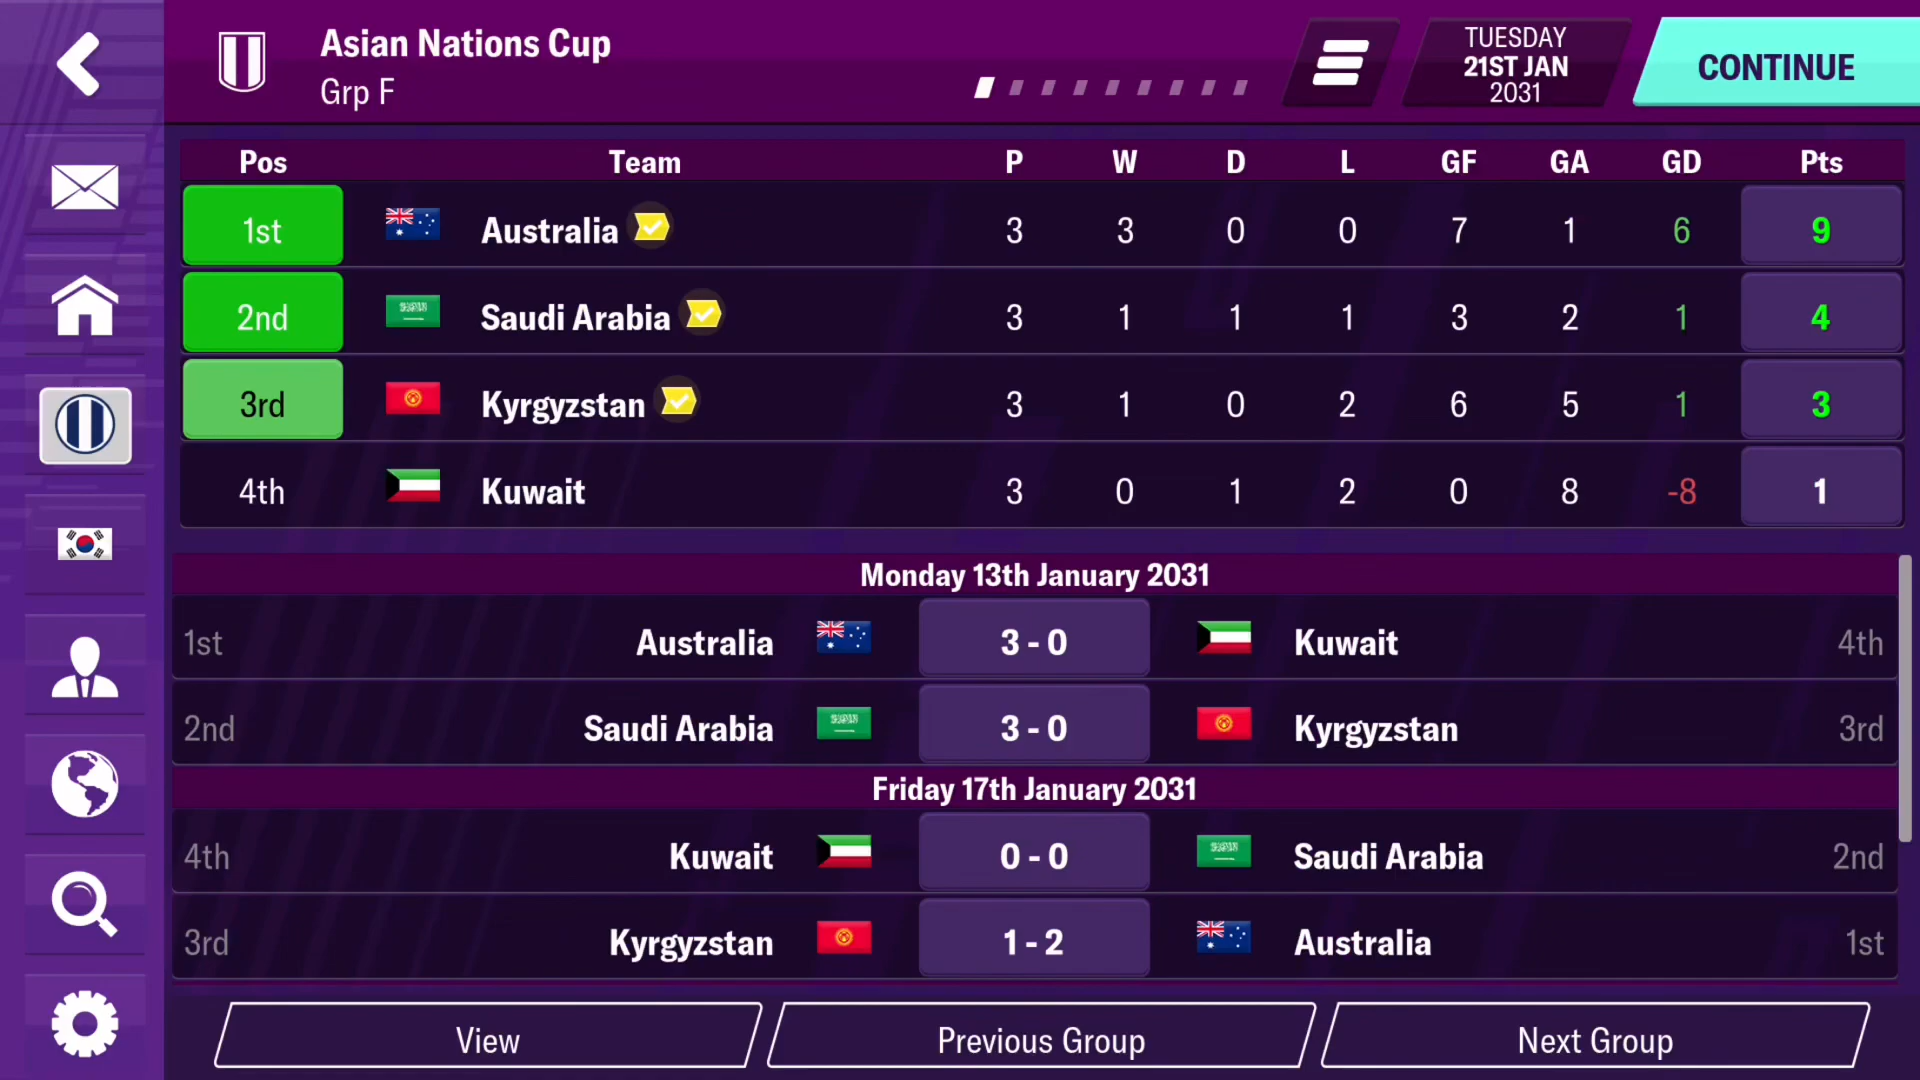 Asian Nations Cup
Grp F
TUESDAY
21ST JAN
2031
CONTINUE
Pos Team P W D L GF GA GD Pts
1st Australia 3 3 0 0 7 1 6 9
2nd Saudi Arabia 3 1 1 1 3 2 1 4
3rd Kyrgyzstan 3 1 0 2 6 5 1 3
4th Kuwait 3 0 1 2 0 8 -8 1
Monday 13th January 2031
1st Australia 3 - 0 Kuwait 4th
2nd Saudi Arabia 3 - 0 Kyrgyzstan 3rd
Friday 17th January 2031
4th Kuwait 0 - 0 Saudi Arabia 2nd
3rd Kyrgyzstan 1 - 2 Australia 1st
View Previous Group Next Group